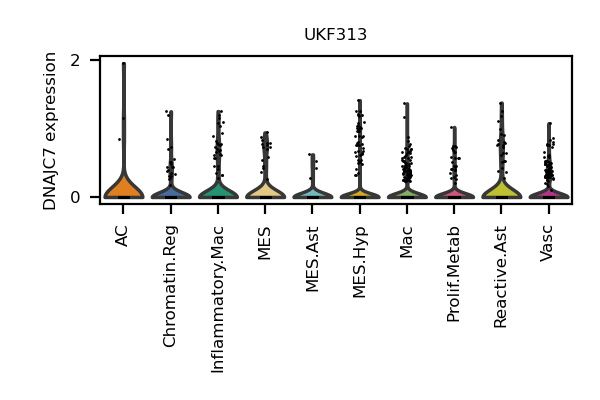 UKF313
DNAJC7 expression
2
0
AC
Chromatin.Reg
Inflammatory.Mac
MES
MES.Ast
MES.Hyp
Mac
Prolif.Metab
Reactive.Ast
Vasc